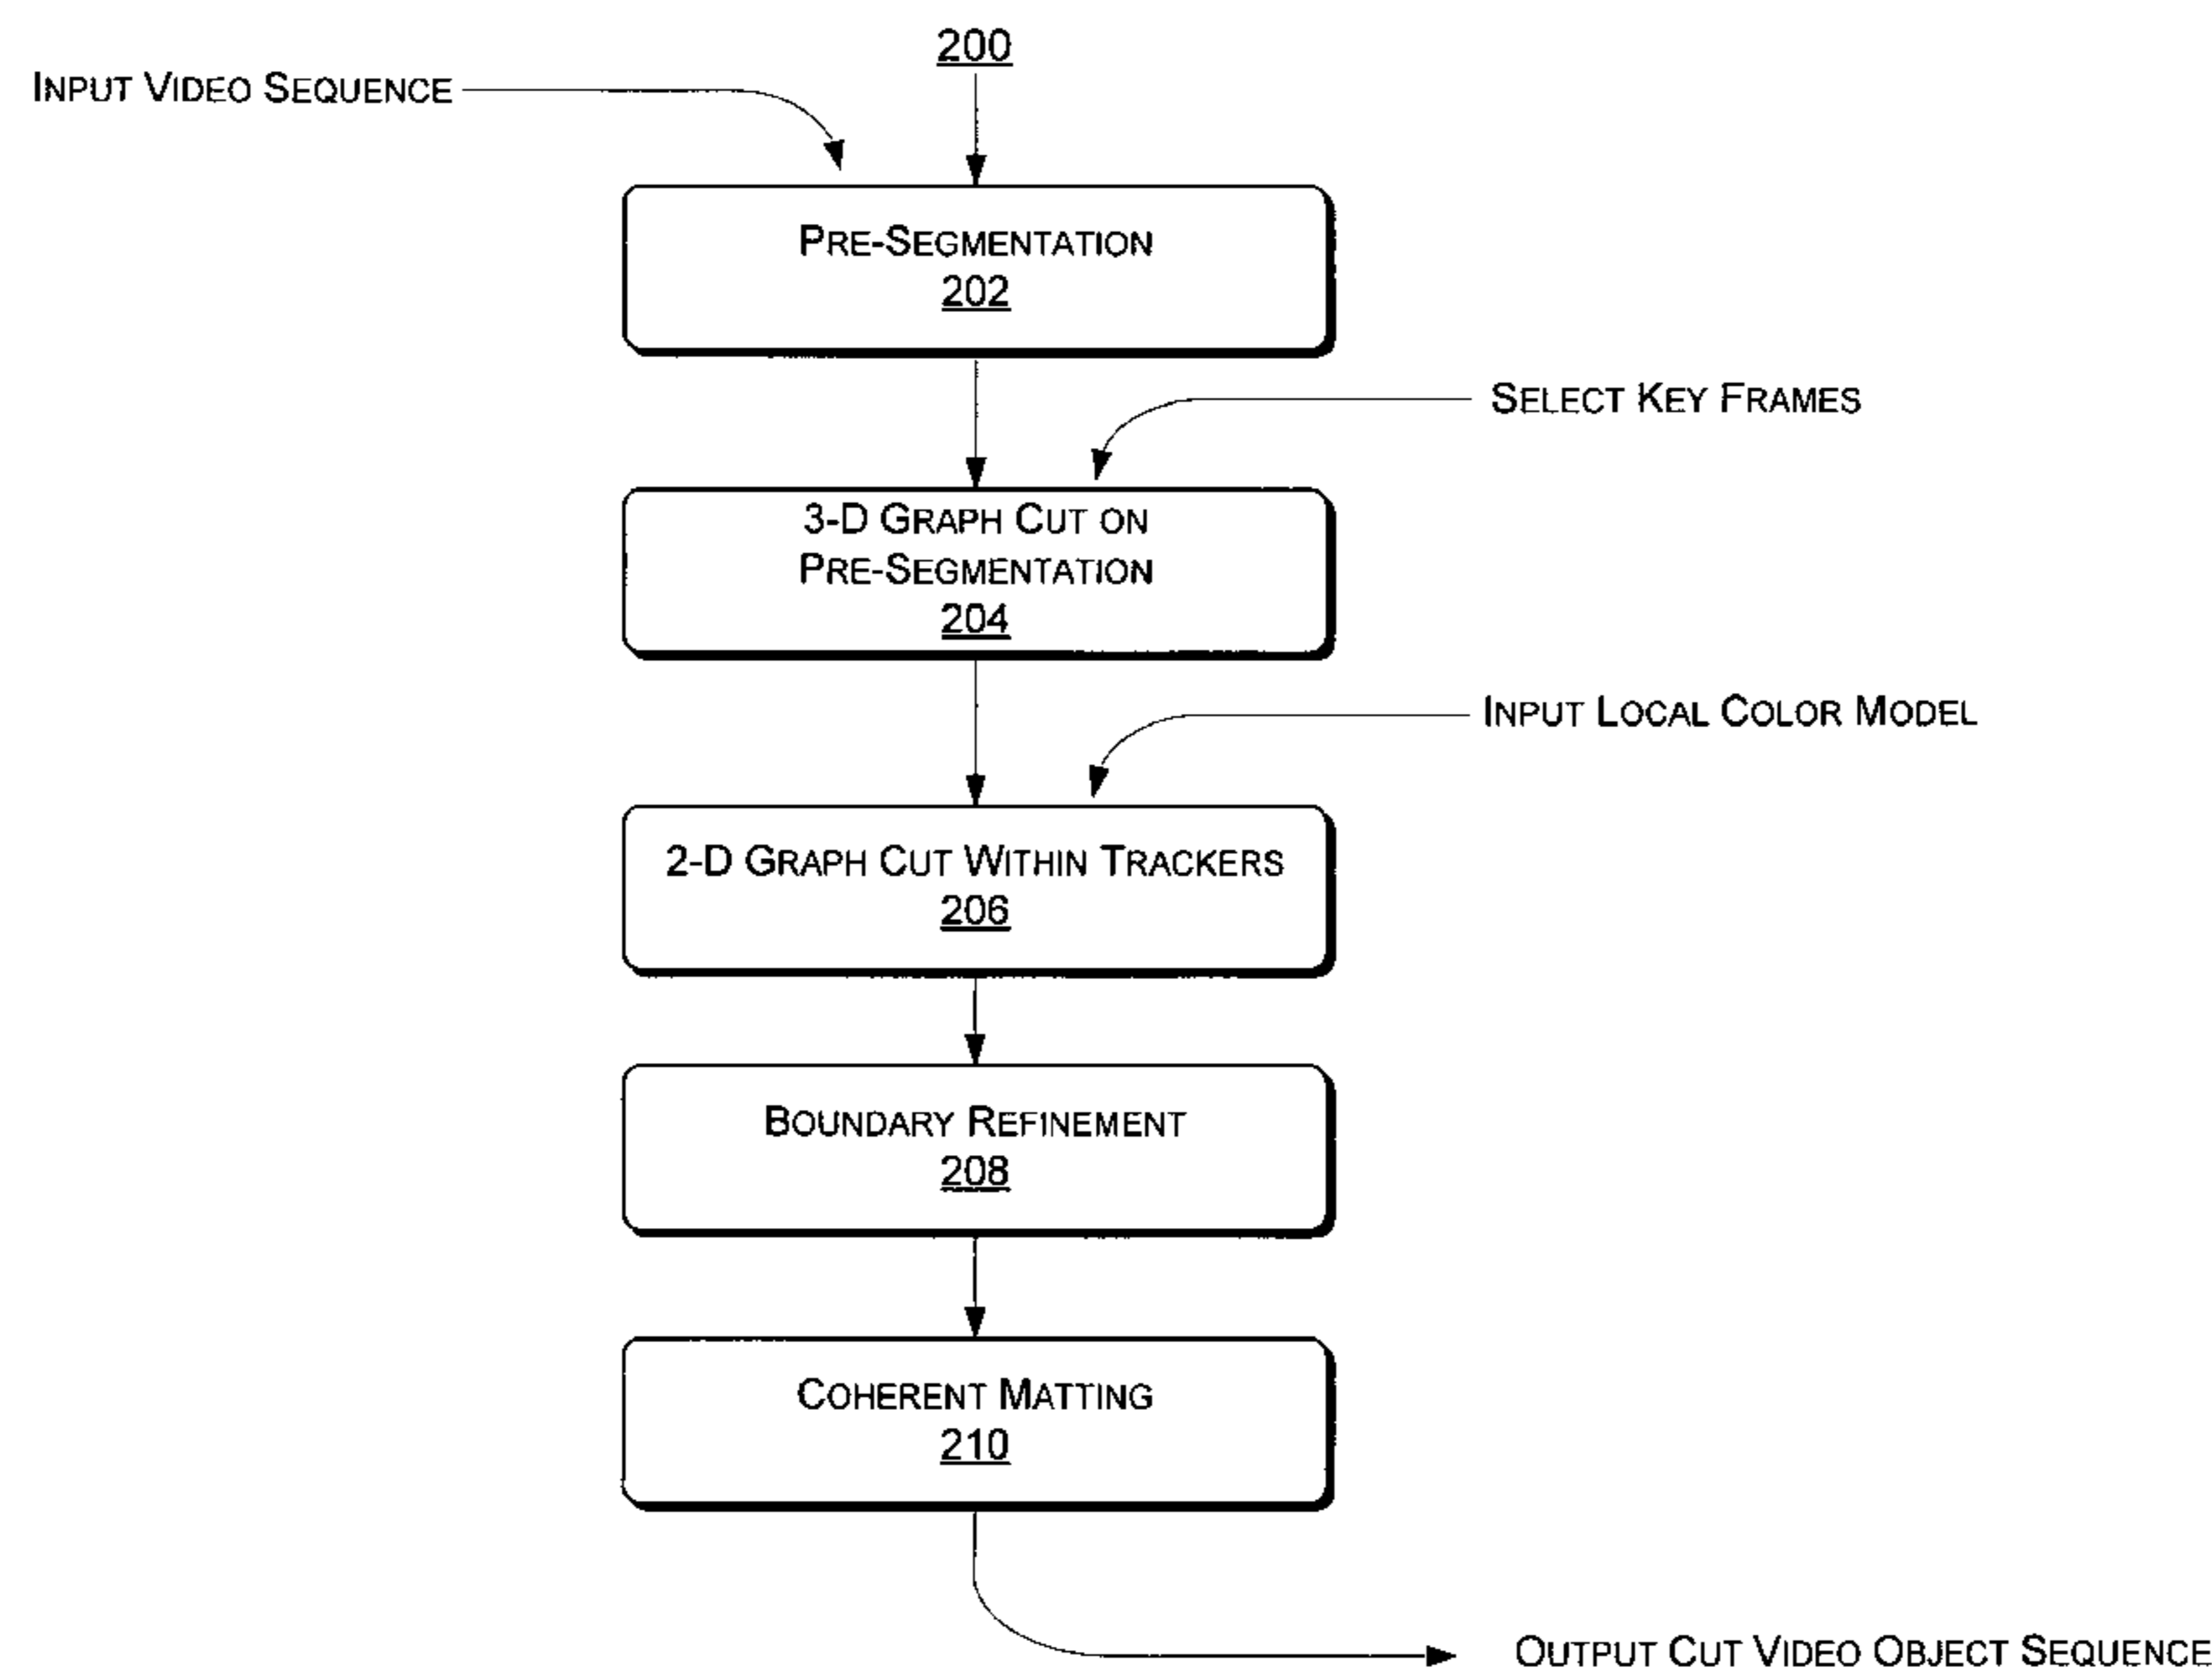 200
INPUT VIDEO SEQUENCE
PRE-SEGMENTATION
202
SELECT KEY FRAMES
3-D GRAPH CUT ON
PRE-SEGMENTATION
204
INPUT LOCAL COLOR MODEL
2-D GRAPH CUT WITHIN TRACKERS
206
BOUNDARY REFINEMENT
208
COHERENT MATTING
210
OUTPUT CUT VIDEO OBJECT SEQUENCE